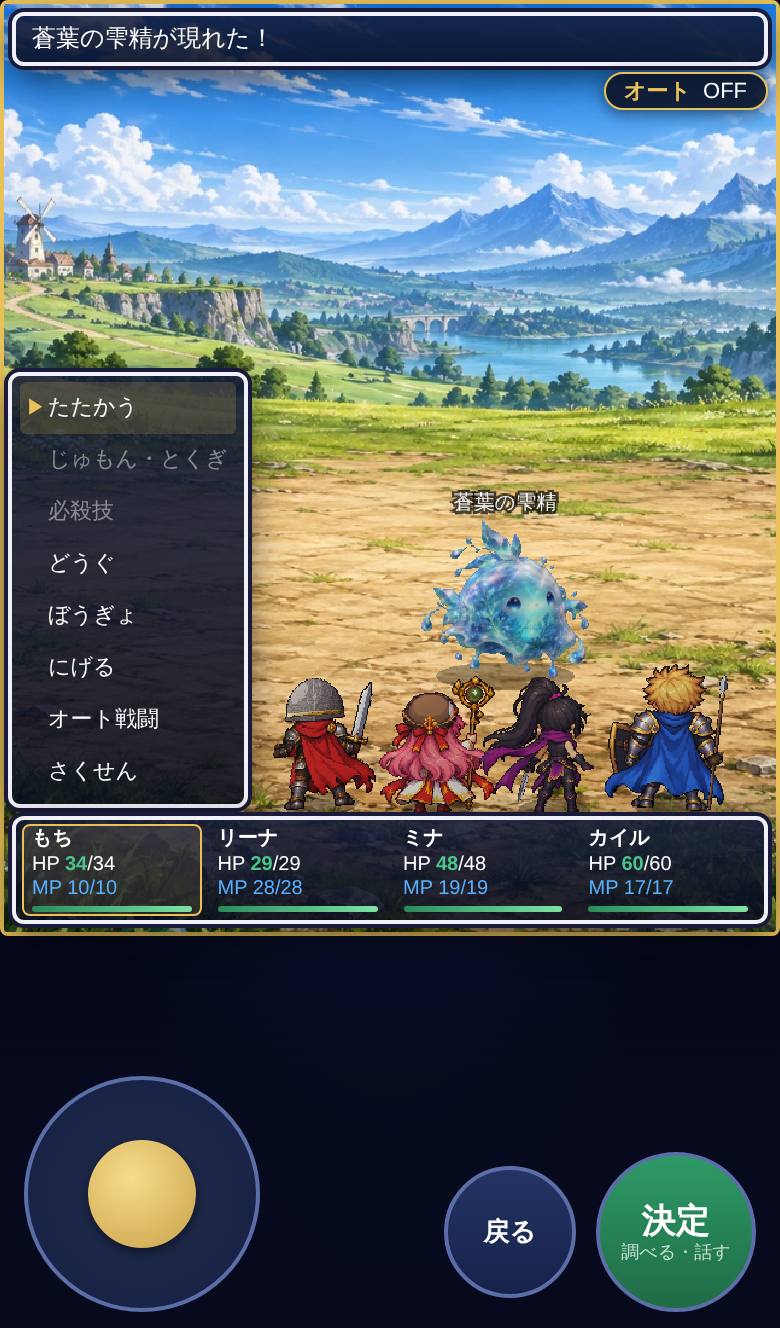 蒼葉の雫精が現れた！
オート OFF
たたかう
じゅもん・とくぎ
必殺技
どうぐ
ぼうぎょ
にげる
オート戦闘
さくせん
蒼葉の雫精
もち
HP 34/34
MP 10/10
リーナ
HP 29/29
MP 28/28
ミナ
HP 48/48
MP 19/19
カイル
HP 60/60
MP 17/17
戻る
決定
調べる・話す